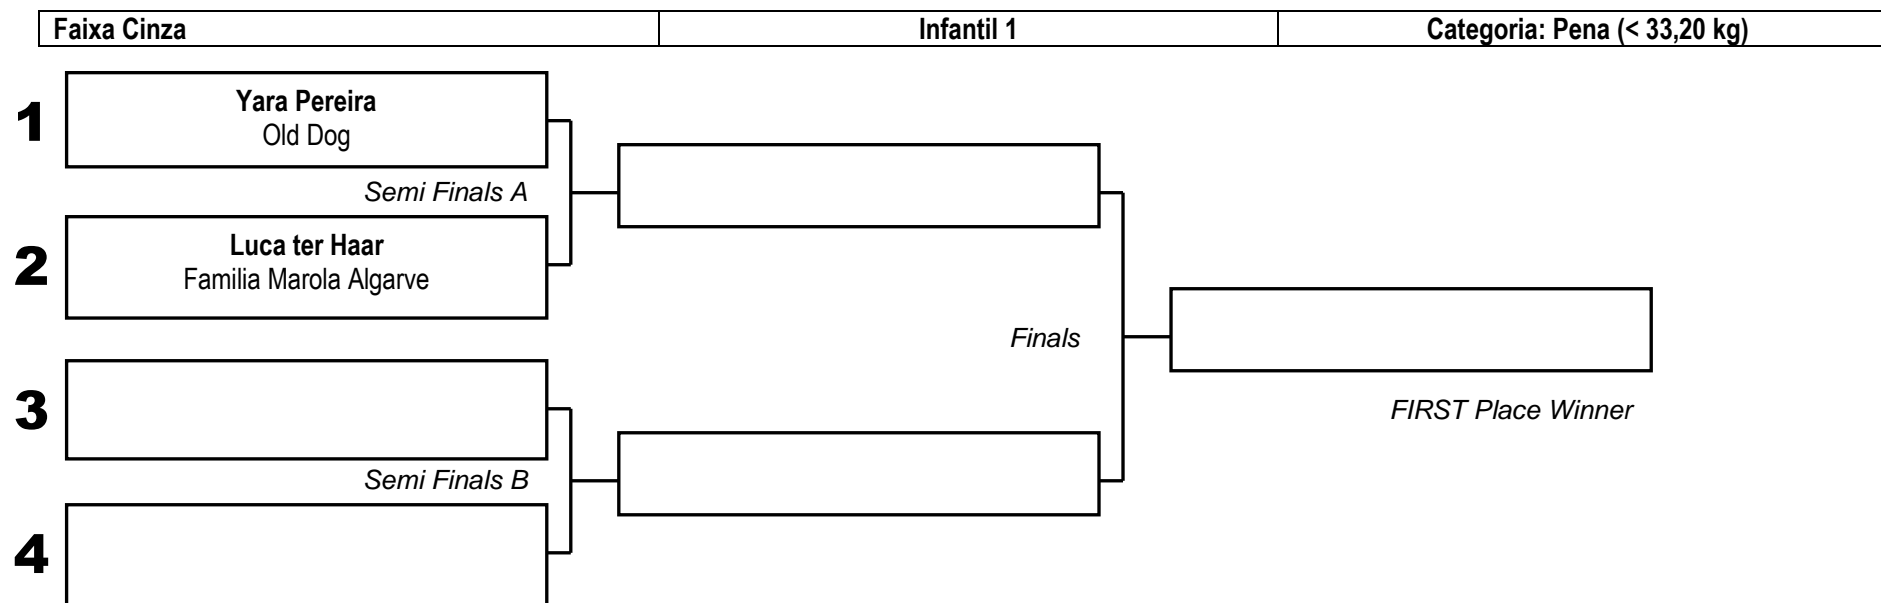 Faixa Cinza
Infantil 1
Categoria: Pena (< 33,20 kg)
1
Yara Pereira
Old Dog
Semi Finals A
2
Luca ter Haar
Familia Marola Algarve
Finals
3
FIRST Place Winner
Semi Finals B
4